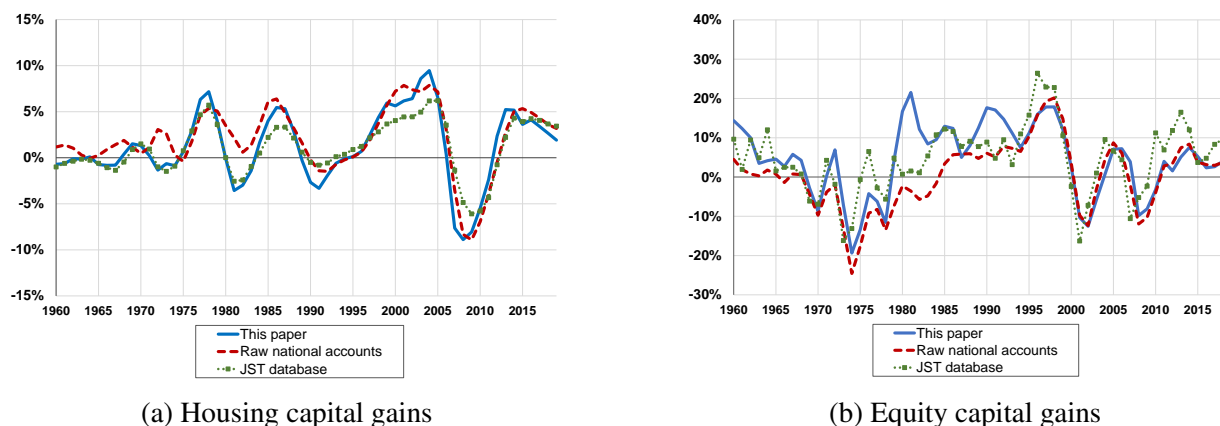 15%
10%
5%
0%
-5%
-10%
-15%
1960 1965 1970 1975 1980 1985 1990 1995 2000 2005 2010 2015
This paper
Raw national accounts
JST database
(a) Housing capital gains
40%
30%
20%
10%
0%
-10%
-20%
-30%
1960 1965 1970 1975 1980 1985 1990 1995 2000 2005 2010 2015
This paper
Raw national accounts
JST database
(b) Equity capital gains